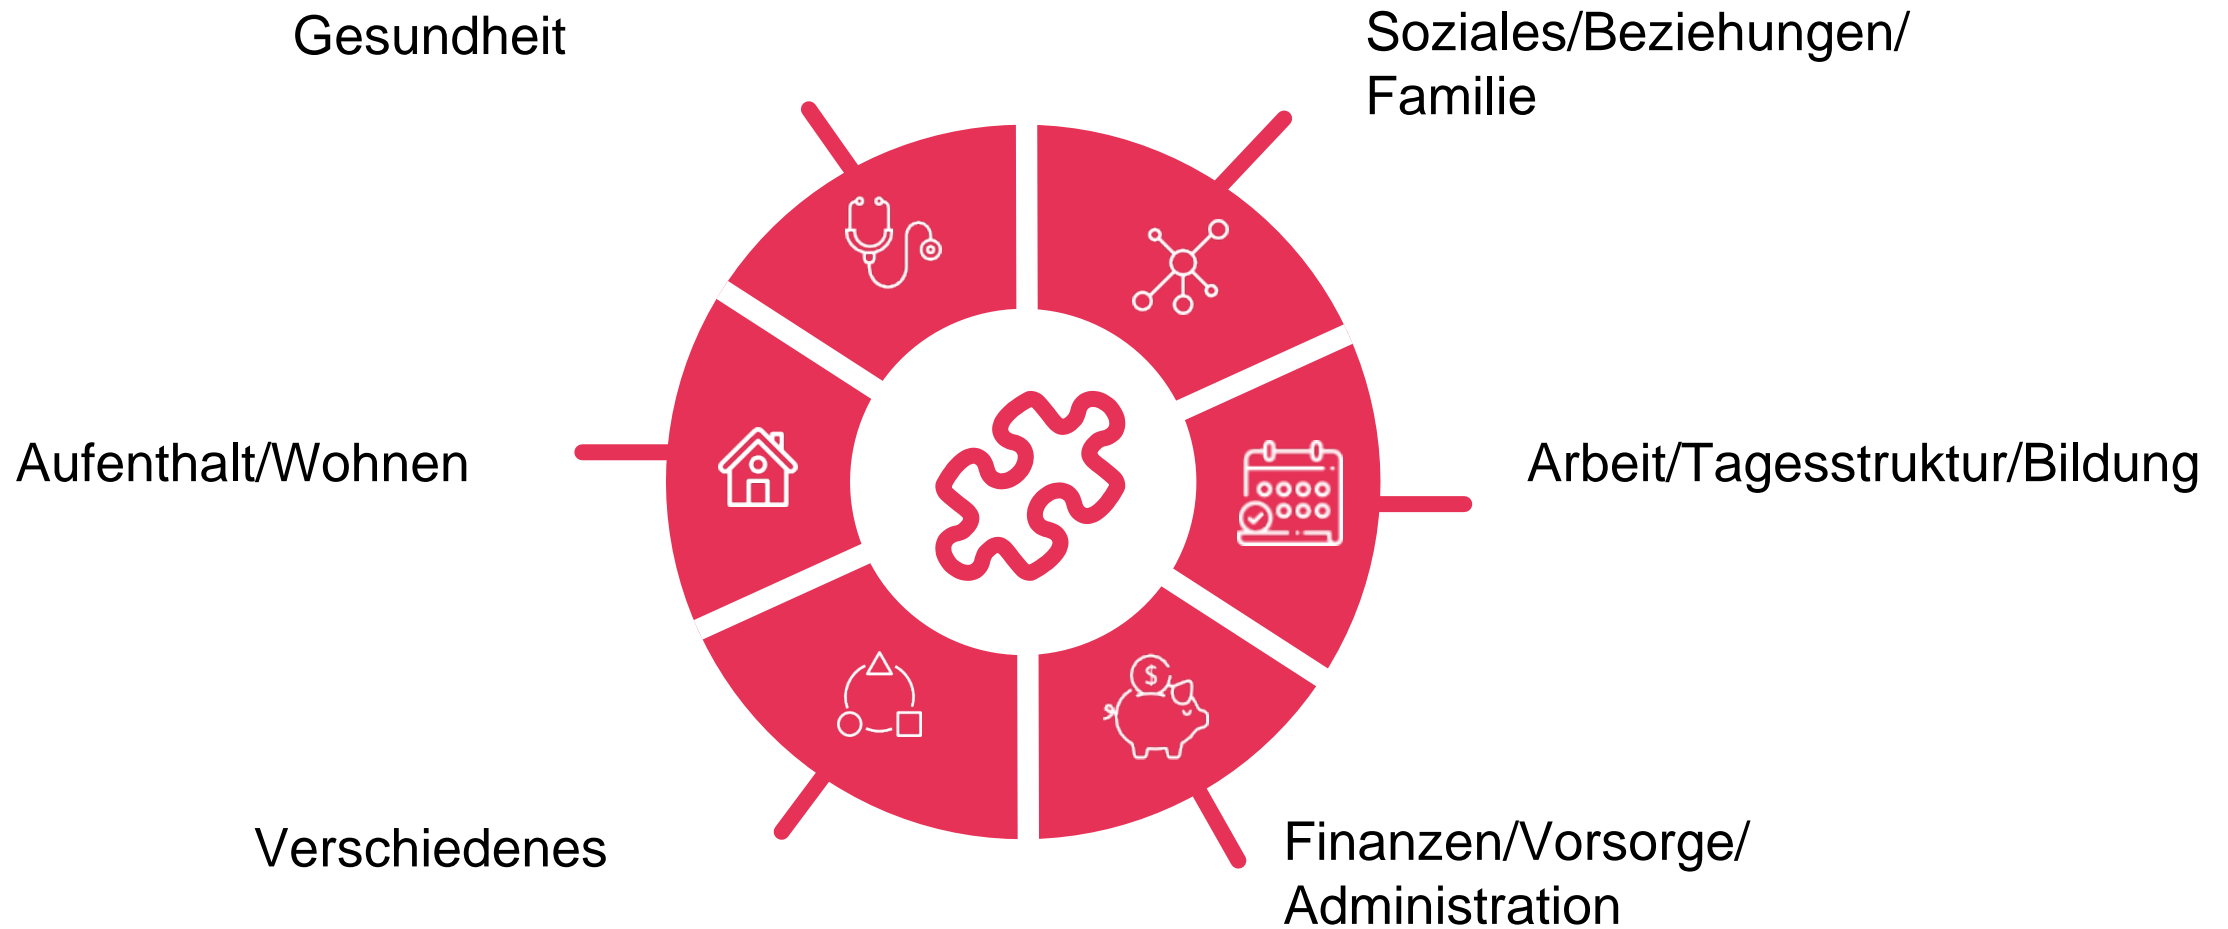 Gesundheit
Soziales/Beziehungen/
Familie
Aufenthalt/Wohnen
Arbeit/Tagesstruktur/Bildung
$
Verschiedenes
Finanzen/Vorsorge/
Administration